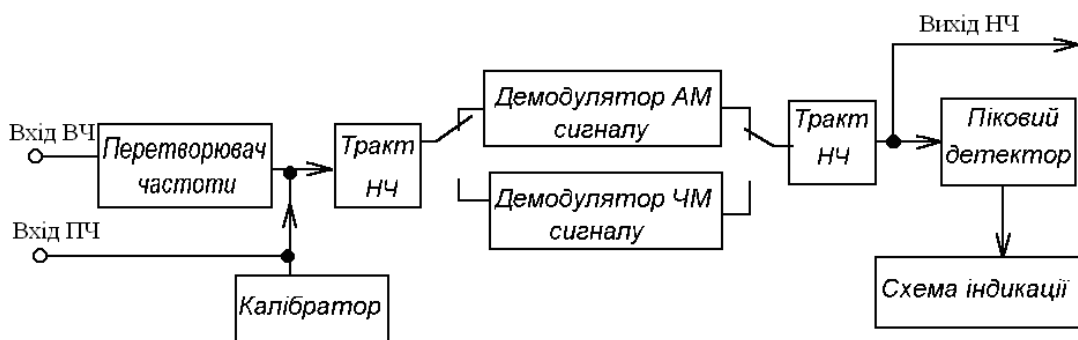 Вихід НЧ
Вхід ВЧ
Перетворювач
частоти
Тракт
НЧ
Демодулятор АМ
сигналу
Тракт
НЧ
Піковий
детектор
Вхід ПЧ
Демодулятор ЧМ
сигналу
Калібратор
Схема індикації